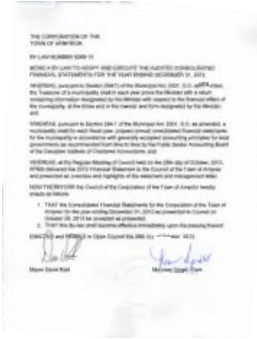 THE CORPORATION OF THE
TOWN OF ARNPRIOR
BY-LAW NUMBER
BEING A BY-LAW TO ADOPT AND EXECUTE THE AUDITED CONSOLIDATED
FINANCIAL STATEMENTS FOR THE YEAR ENDING DECEMBER 31, 2012.
WHEREAS, pursuant to Section 294.1 of the Municipal Act 2001, S.O.
the Treasurer of a municipality shall in each year provide the Minister with a return
containing information designated by the Minister with respect to the financial affairs of
the municipality, at the times and in the manner and form designated by the Minister;
and
WHEREAS, pursuant to Section 294.1 of the Municipal Act 2001, S.O. as amended, a
municipality shall for each fiscal year, prepare annual consolidated financial statements
for the municipality in accordance with generally accepted accounting principles for local
governments as recommended from time to time by the Public Sector Accounting Board
of the Canadian Institute of Chartered Accountants; and
WHEREAS, at the Regular Meeting of Council held on the 28th day of October, 2013,
KPMG delivered the 2012 Financial Statement to the Council of the Town of Arnprior
and presented an overview and highlights of the statement and management letter.
NOW THEREFORE the Council of the Corporation of the Town of Arnprior hereby
enacts as follows:
1. THAT the Consolidated Financial Statements for the Corporation of the Town of
Arnprior for the year ending December 31, 2012 as presented to Council on
October 28, 2013 be accepted as presented.
2. THAT this By-law shall become effective immediately upon the passing thereof.
ENACTED and PASSED in Open Council this 28th day 2013.
Mayor David Reid
Maureen Spratt, Clerk